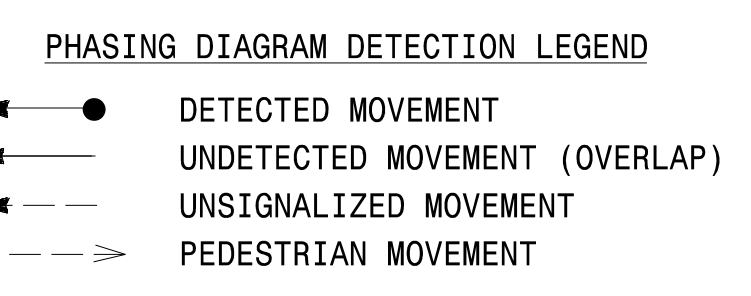 PHASING DIAGRAM DETECTION LEGEND
DETECTED MOVEMENT
UNDETECTED MOVEMENT (OVERLAP)
UNSIGNALIZED MOVEMENT
PEDESTRIAN MOVEMENT